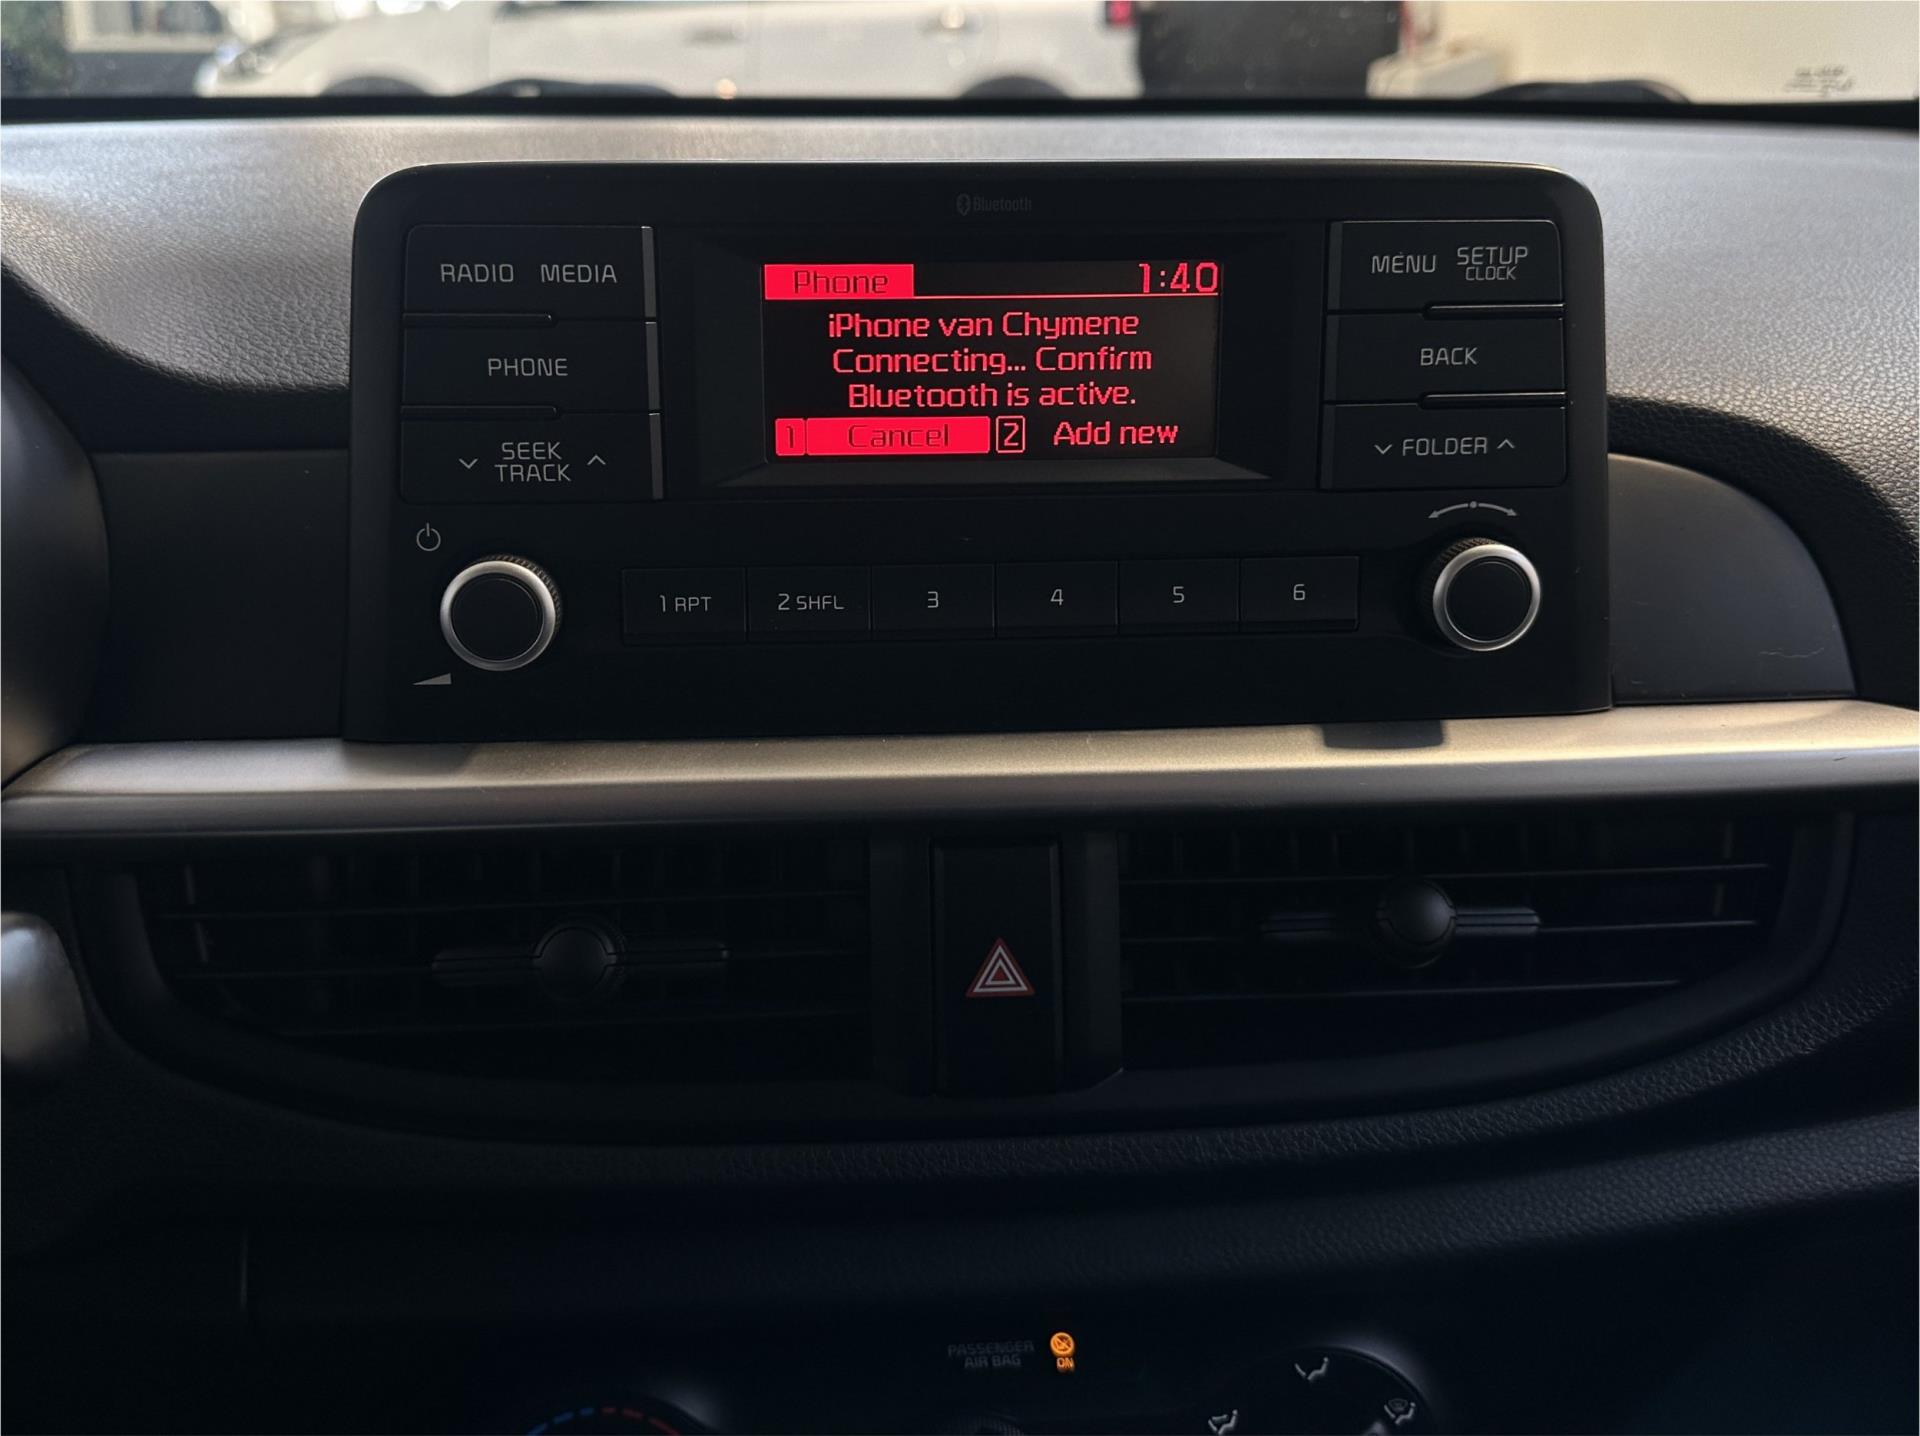 Bluetooth
RADIO MEDIA
PHONE
SEEK
TRACK
Phone 1:40
iPhone van Chymene
Connecting... Confirm
Bluetooth is active.
1 Cancel 2 Add new
MENU SETUP
CLOCK
BACK
FOLDER
1 RPT 2 SHFL 3 4 5 6
PASSENGER
AIR BAG
ON